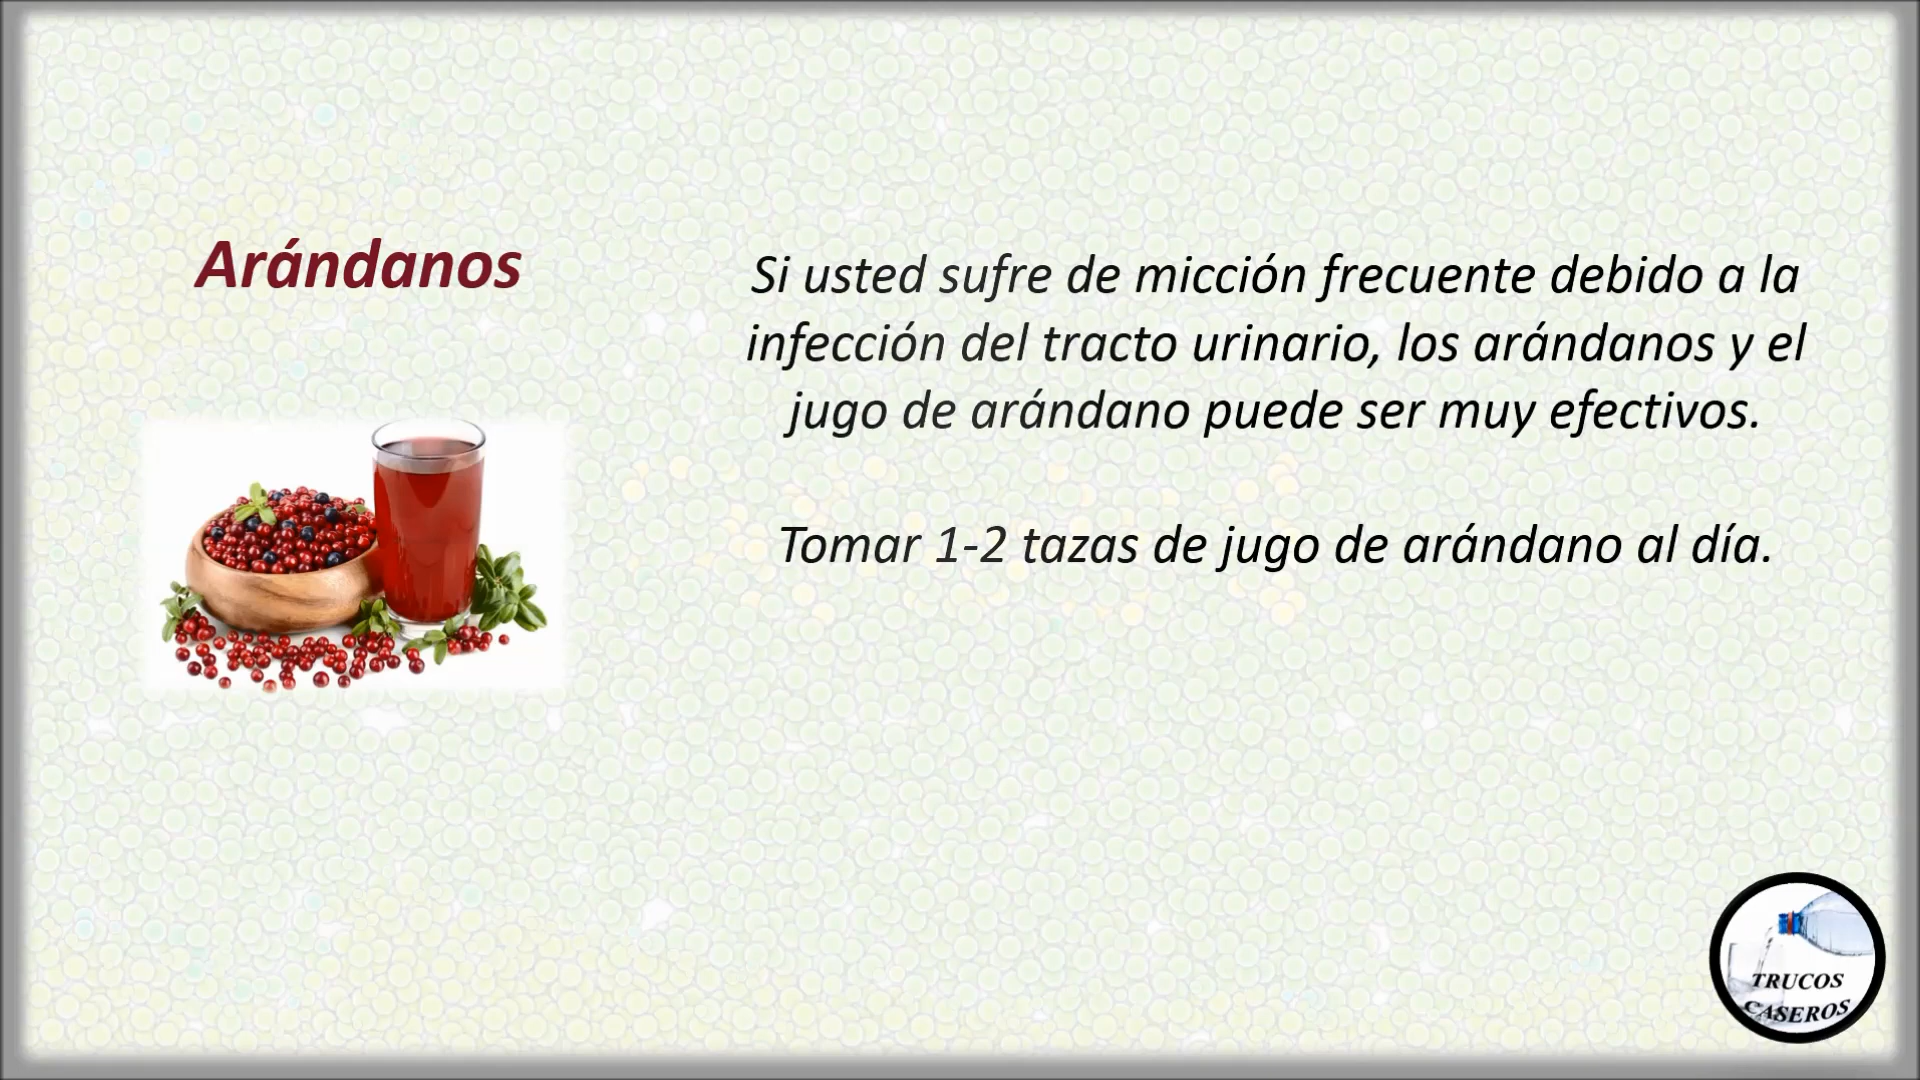 Arándanos
Si usted sufre de micción frecuente debido a la
infección del tracto urinario, los arándanos y el
jugo de arándano puede ser muy efectivos.
Tomar 1-2 tazas de jugo de arándano al día.
TRUCOS
CASEROS